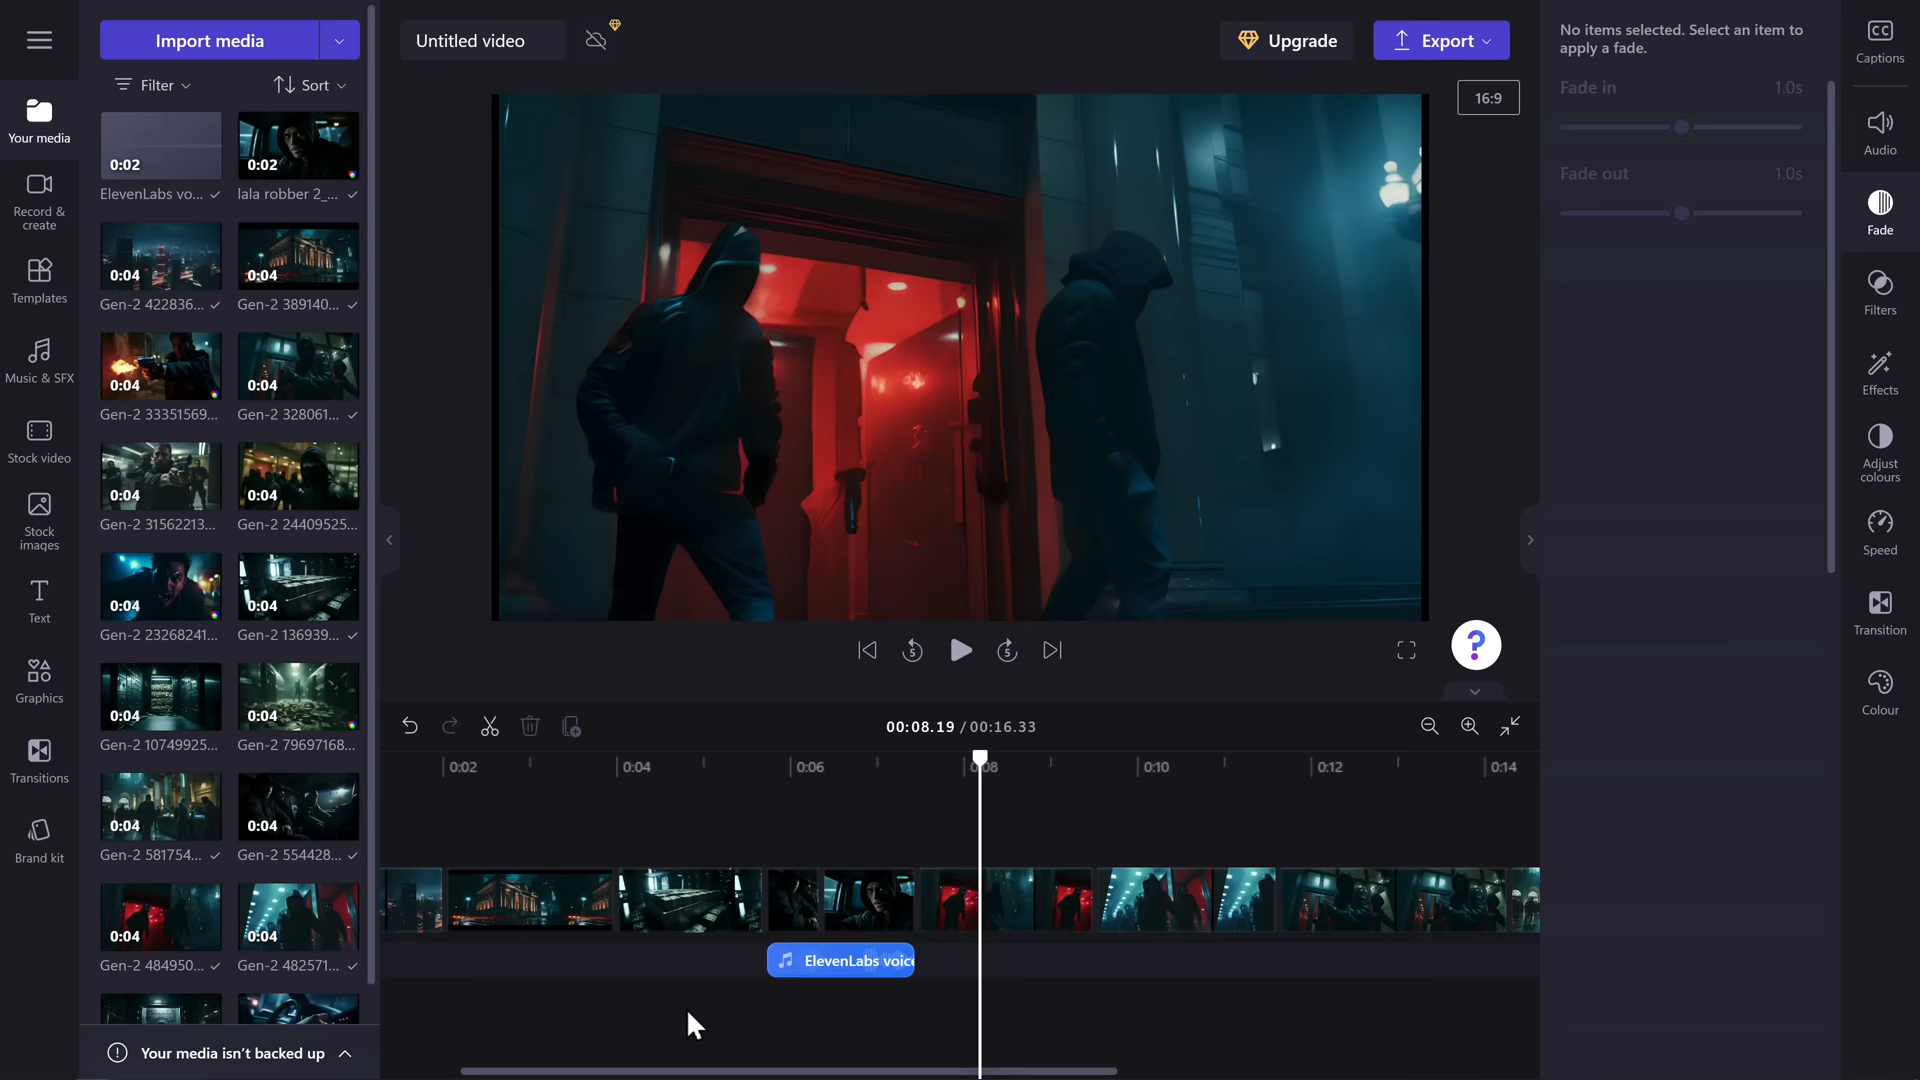 Your media
Record &
create
Templates
Music & SFX
Stock video
Stock
images
Text
Graphics
Transitions
Brand kit
Import media
Filter
Sort
0:02
0:02
ElevenLabs vo...
lala robber 2_...
0:04
0:04
Gen-2 422836...
Gen-2 389140...
0:04
0:04
Gen-2 33351569...
Gen-2 328061...
0:04
0:04
Gen-2 31562213...
Gen-2 24409525...
0:04
0:04
Gen-2 23268241...
Gen-2 136939...
0:04
0:04
Gen-2 10749925...
Gen-2 79697168...
0:04
0:04
Gen-2 581754...
Gen-2 554428...
0:04
0:04
Gen-2 484950...
Gen-2 482571...
Your media isn't backed up
Untitled video
Upgrade
Export
16:9
5
5
?
00:08.19 / 00:16.33
0:02
0:04
0:06
0:08
0:10
0:12
0:14
ElevenLabs voice
No items selected. Select an item to
apply a fade.
Fade in
1.0s
Fade out
1.0s
CC
Captions
Audio
Fade
Filters
Effects
Adjust
colours
Speed
Transition
Colour